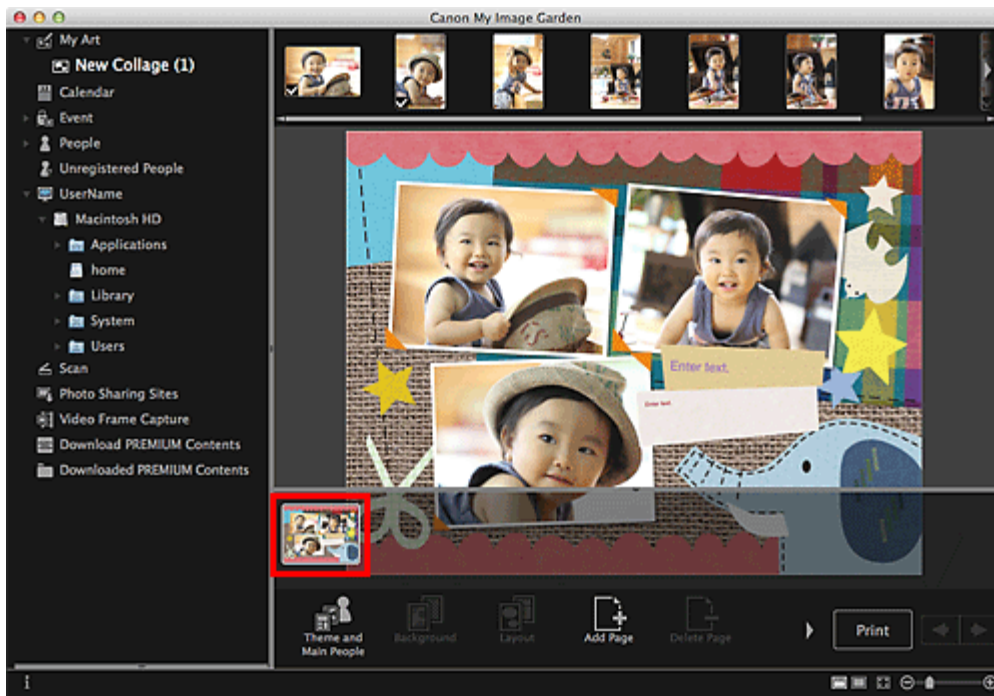 Canon My Image Garden
My Art
New Collage (1)
Calendar
Event
People
Unregistered People
UserName
Macintosh HD
Applications
home
Library
System
Users
Scan
Photo Sharing Sites
Video Frame Capture
Download PREMIUM Contents
Downloaded PREMIUM Contents
Enter text.
Enter text.
Theme and
Main People
Background
Layout
Add Page
Delete Page
Print